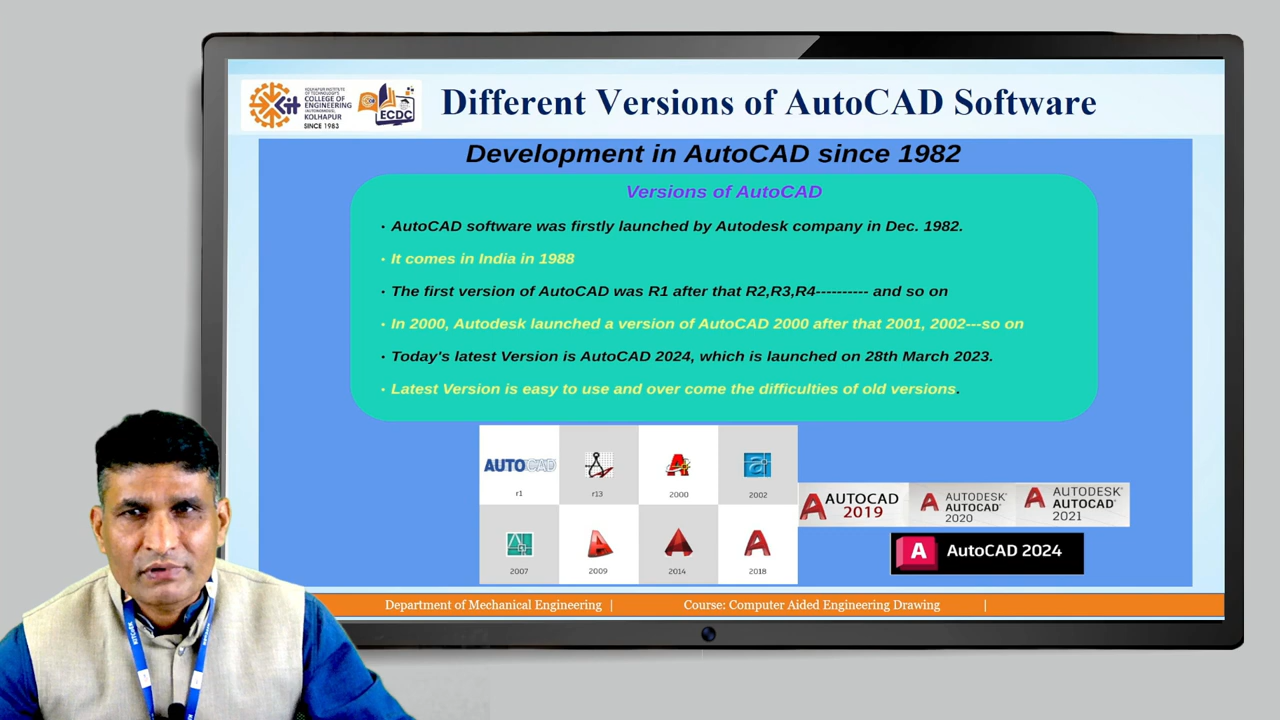 KOLHAPUR INSTITUTE
OF TECHNOLOGY'S
COLLEGE OF
ENGINEERING
(AUTONOMOUS),
KOLHAPUR
SINCE 1983
ECDC
Different Versions of AutoCAD Software
Development in AutoCAD since 1982
Versions of AutoCAD
· AutoCAD software was firstly launched by Autodesk company in Dec. 1982.
· It comes in India in 1988
· The first version of AutoCAD was R1 after that R2,R3,R4---------- and so on
· In 2000, Autodesk launched a version of AutoCAD 2000 after that 2001, 2002---so on
· Today's latest Version is AutoCAD 2024, which is launched on 28th March 2023.
· Latest Version is easy to use and over come the difficulties of old versions.
AUTOCAD
r1
r13
2000
a
2002
2007
2009
2014
2018
AUTOCAD
2019
AUTODESK®
AUTOCAD®
2020
AUTODESK®
AUTOCAD®
2021
A AutoCAD 2024
Department of Mechanical Engineering |
Course: Computer Aided Engineering Drawing |